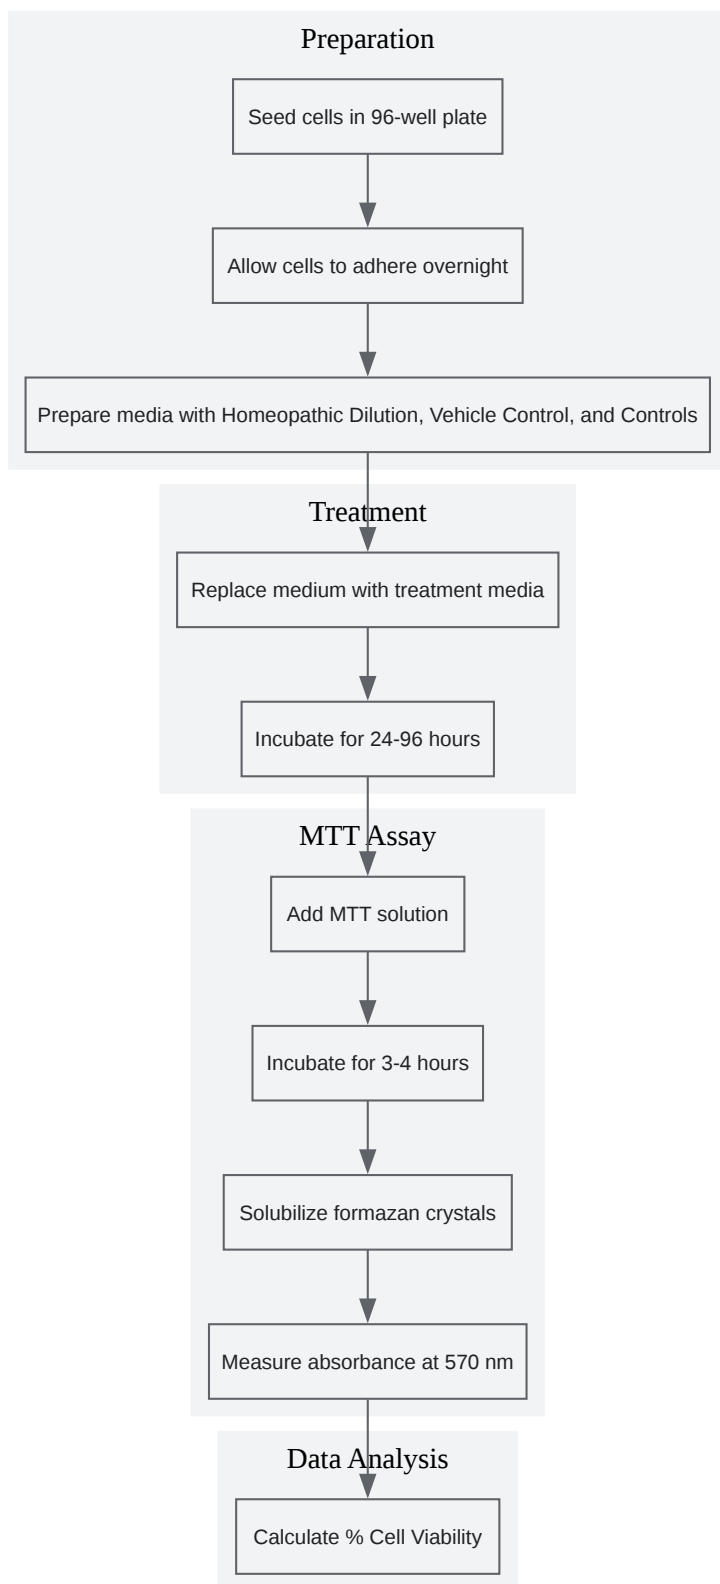 Preparation
Seed cells in 96-well plate
Allow cells to adhere overnight
Prepare media with Homeopathic Dilution, Vehicle Control, and Controls
Treatment
Replace medium with treatment media
Incubate for 24-96 hours
MTT Assay
Add MTT solution
Incubate for 3-4 hours
Solubilize formazan crystals
Measure absorbance at 570 nm
Data Analysis
Calculate % Cell Viability